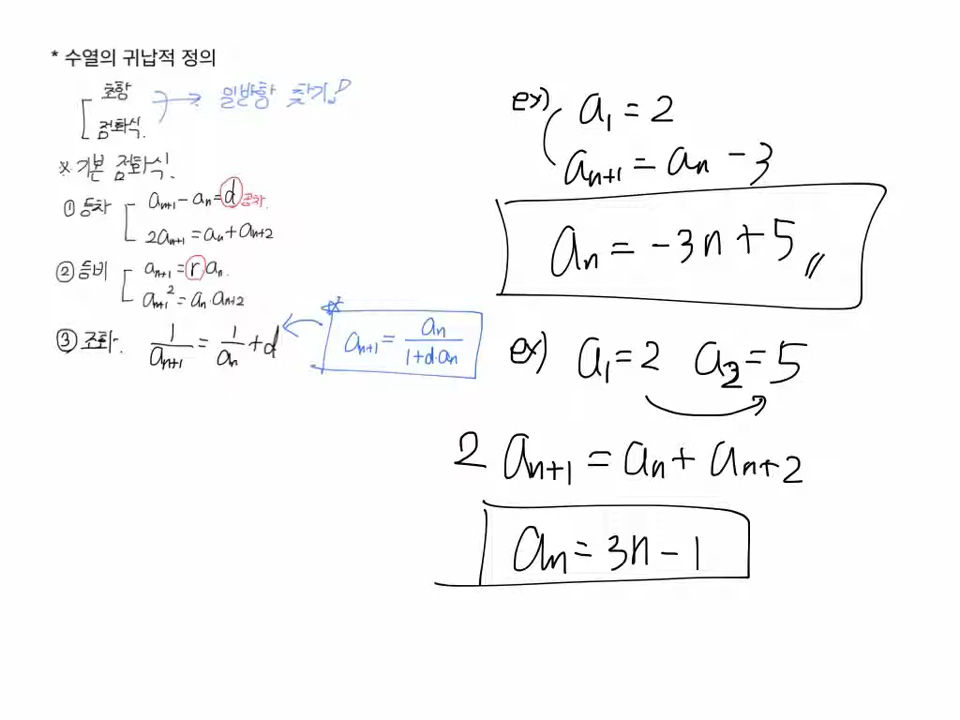 * 수열의 귀납적 정의
초항
점화식.
일반항 찾기!
※ 기본 점화식.
① 등차
aₙ₊₁ - aₙ = d 공차.
2aₙ₊₁ = aₙ + aₙ₊₂
② 등비
aₙ₊₁ = r aₙ.
aₙ₊₁² = aₙ·aₙ₊₂
③ 조화. 1/aₙ₊₁ = 1/aₙ + d
aₙ₊₁ = aₙ/(1+d·aₙ)
ex) a₁ = 2
aₙ₊₁ = aₙ - 3
aₙ = -3n + 5 〃
ex) a₁ = 2 a₂ = 5
2 aₙ₊₁ = aₙ + aₙ₊₂
aₙ = 3n - 1